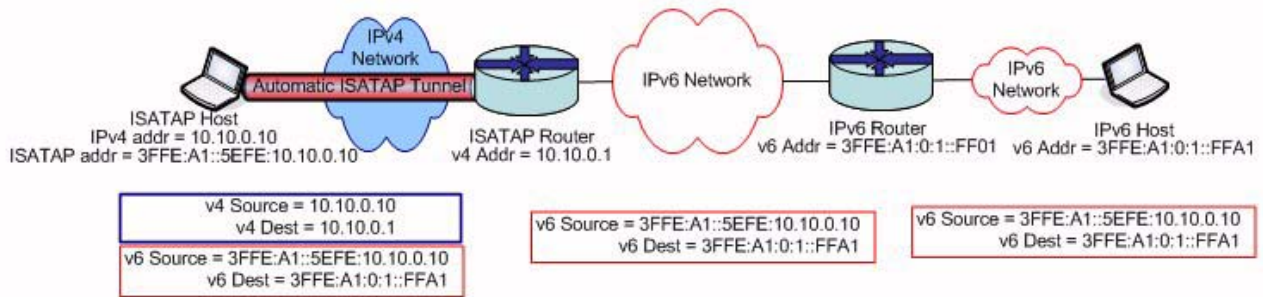 IPv4
Network
Automatic ISATAP Tunnel
ISATAP Host
IPv4 addr = 10.10.0.10
ISATAP addr = 3FFE:A1::5EFE:10.10.0.10
ISATAP Router
v4 Addr = 10.10.0.1
IPv6 Network
IPv6 Router
v6 Addr = 3FFE:A1:0:1::FF01
IPv6
Network
IPv6 Host
v6 Addr = 3FFE:A1:0:1::FFA1
v4 Source = 10.10.0.10
v4 Dest = 10.10.0.1
v6 Source = 3FFE:A1::5EFE:10.10.0.10
v6 Dest = 3FFE:A1:0:1::FFA1
v6 Source = 3FFE:A1::5EFE:10.10.0.10
v6 Dest = 3FFE:A1:0:1::FFA1
v6 Source = 3FFE:A1::5EFE:10.10.0.10
v6 Dest = 3FFE:A1:0:1::FFA1